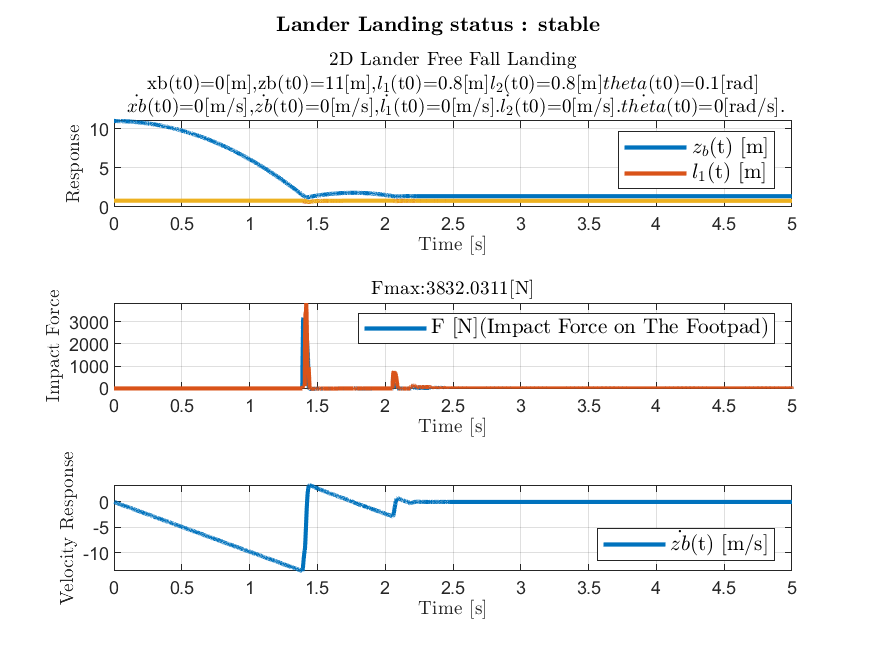 Lander Landing status : stable
2D Lander Free Fall Landing
xb(t0)=0[m],zb(t0)=11[m],l₁(t0)=0.8[m]l₂(t0)=0.8[m]theta(t0)=0.1[rad]
ẋb(t0)=0[m/s],żb(t0)=0[m/s],l̇₁(t0)=0[m/s].l̇₂(t0)=0[m/s].thėta(t0)=0[rad/s].
Response
10
5
0
z_b(t) [m]
l₁(t) [m]
0 0.5 1 1.5 2 2.5 3 3.5 4 4.5 5
Time [s]
Fmax:3832.0311[N]
Impact Force
3000
2000
1000
0
F [N](Impact Force on The Footpad)
0 0.5 1 1.5 2 2.5 3 3.5 4 4.5 5
Time [s]
Velocity Response
0
-5
-10
żb(t) [m/s]
0 0.5 1 1.5 2 2.5 3 3.5 4 4.5 5
Time [s]